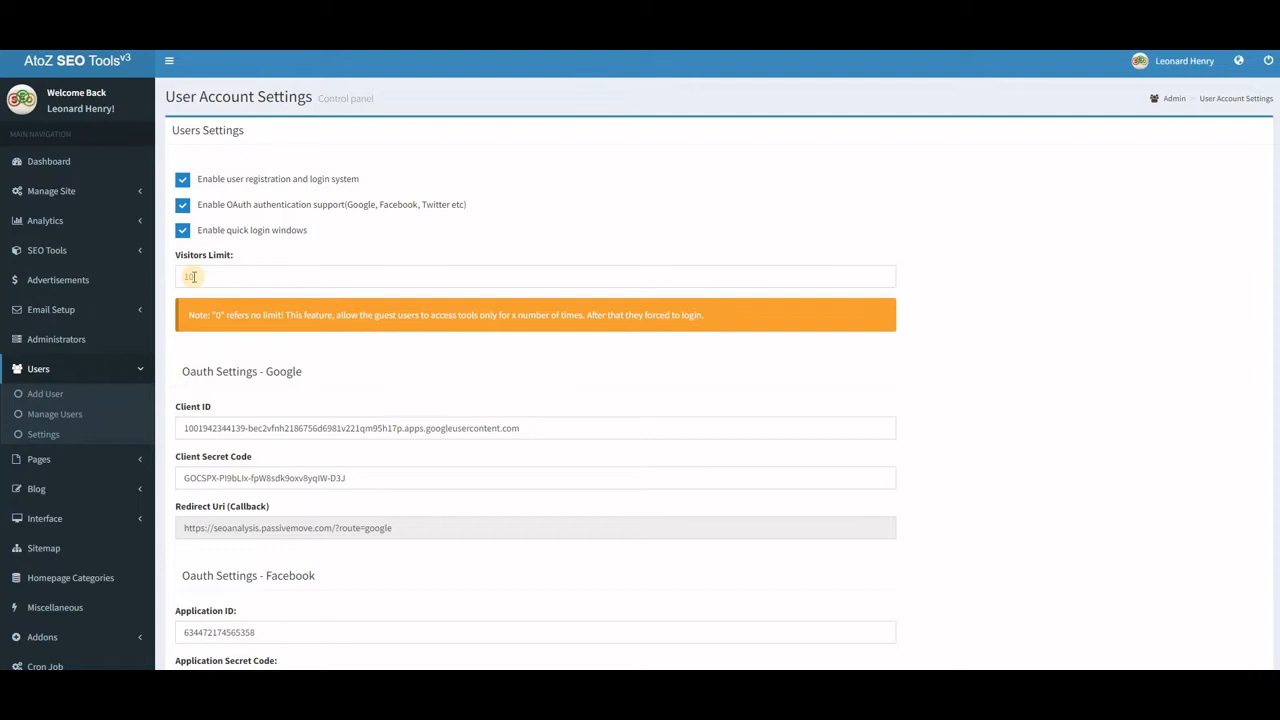 AtoZ SEO Tools v3
Leonard Henry
Welcome Back
Leonard Henry!
MAIN NAVIGATION
Dashboard
Manage Site
Analytics
SEO Tools
Advertisements
Email Setup
Administrators
Users
Add User
Manage Users
Settings
Pages
Blog
Interface
Sitemap
Homepage Categories
Miscellaneous
Addons
Cron Job
User Account Settings Control panel
Admin
User Account Settings
Users Settings
Enable user registration and login system
Enable OAuth authentication support(Google, Facebook, Twitter etc)
Enable quick login windows
Visitors Limit:
10
Note: "0" refers no limit! This feature, allow the guest users to access tools only for x number of times. After that they forced to login.
Oauth Settings - Google
Client ID
1001942344139-bec2vfnh2186756d6981v221qm95h17p.apps.googleusercontent.com
Client Secret Code
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
Redirect Uri (Callback)
https://seoanalysis.passivemove.com/?route=google
Oauth Settings - Facebook
Application ID:
634472174565358
Application Secret Code: